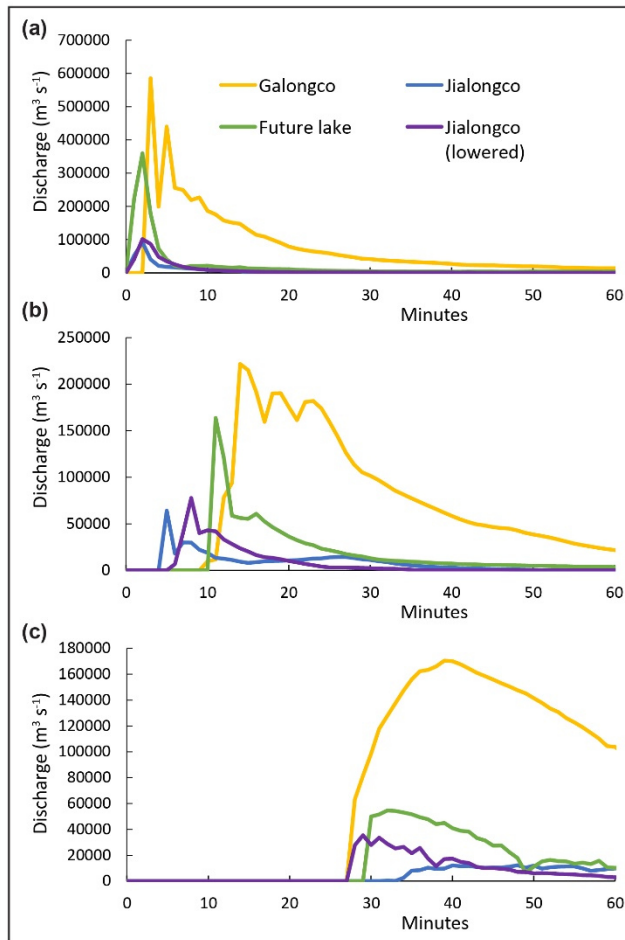 (a)
700000
600000
500000
400000
300000
200000
100000
0
Discharge (m³ s⁻¹)
Galongco
Jialongco
Future lake
Jialongco
(lowered)
0 10 20 30 40 50 60
Minutes
(b)
250000
200000
150000
100000
50000
0
Discharge (m³ s⁻¹)
0 10 20 30 40 50 60
Minutes
(c)
180000
160000
140000
120000
100000
80000
60000
40000
20000
0
Discharge (m³ s⁻¹)
0 10 20 30 40 50 60
Minutes